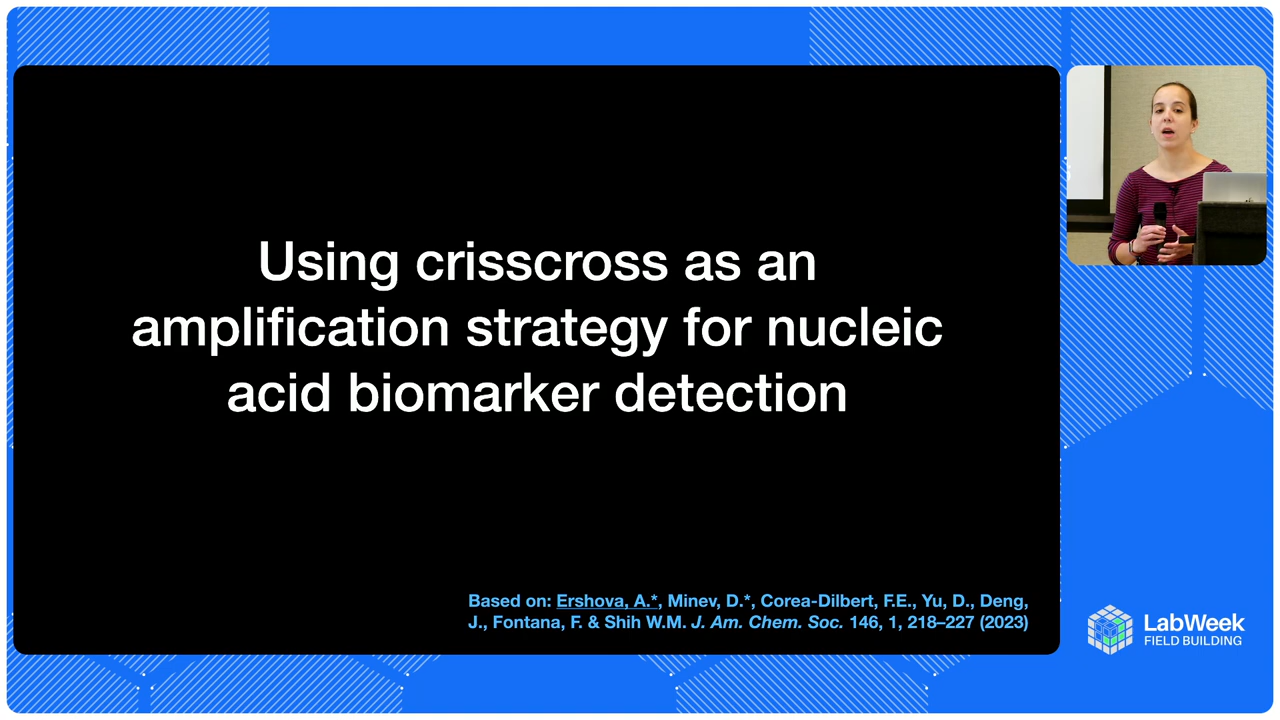 Using crisscross as an
amplification strategy for nucleic
acid biomarker detection
Based on: Ershova, A.*, Minev, D.*, Corea-Dilbert, F.E., Yu, D., Deng,
J., Fontana, F. & Shih W.M. J. Am. Chem. Soc. 146, 1, 218–227 (2023)
LabWeek
FIELD BUILDING